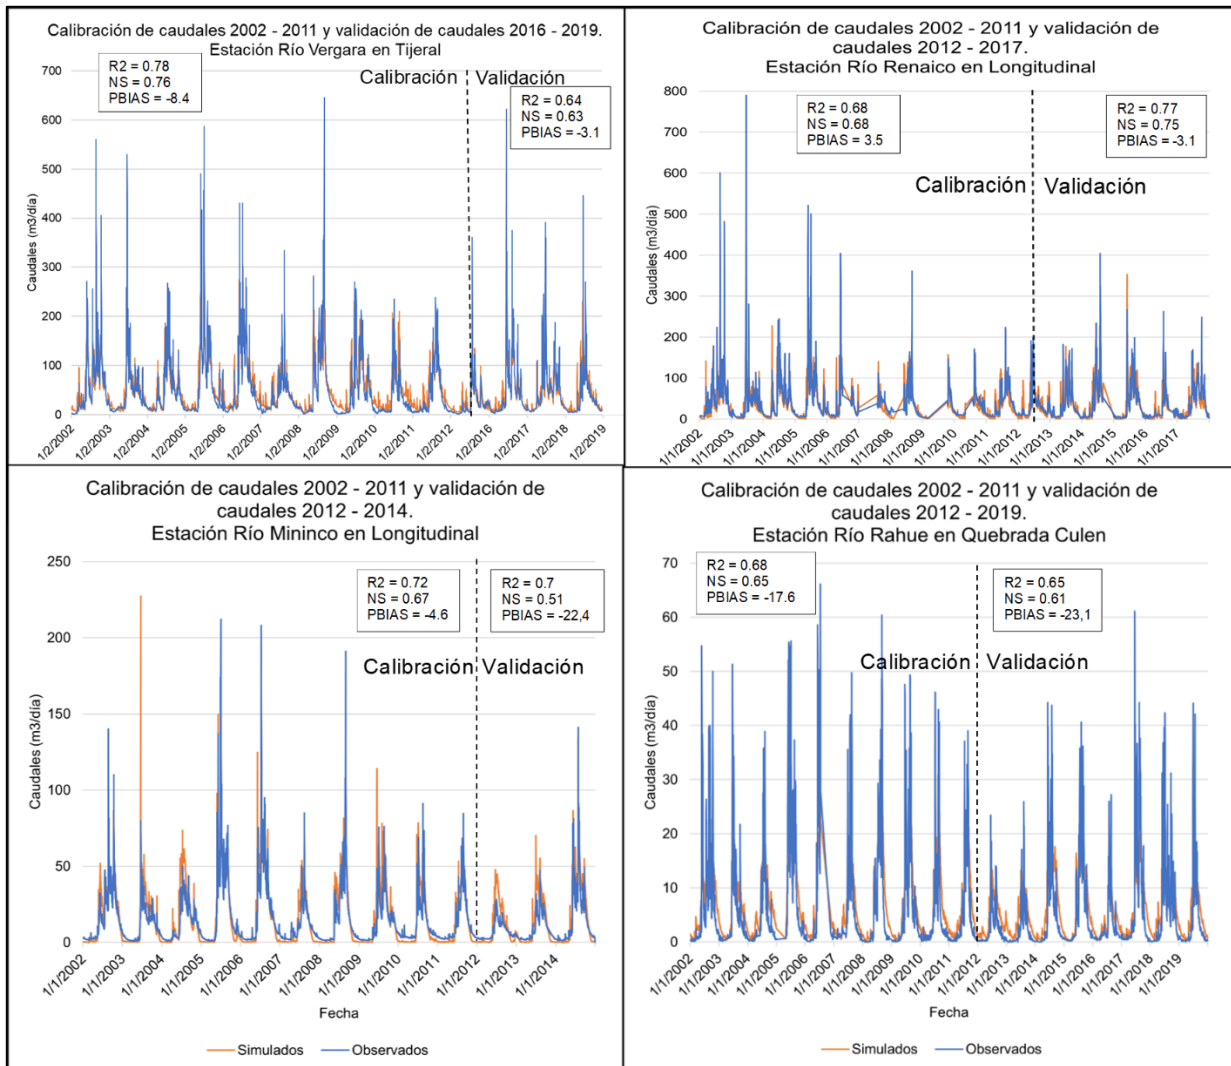 Calibración de caudales 2002 - 2011 y validación de caudales 2016 - 2019.
Estación Río Vergara en Tijeral
R2 = 0.78
NS = 0.76
PBIAS = -8.4
Calibración
Validación
R2 = 0.64
NS = 0.63
PBIAS = -3.1
Caudales (m3/día)
700
600
500
400
300
200
100
0
1/2/2002
1/2/2003
1/2/2004
1/2/2005
1/2/2006
1/2/2007
1/2/2008
1/2/2009
1/2/2010
1/2/2011
1/2/2012
1/2/2016
1/2/2017
1/2/2018
1/2/2019
Calibración de caudales 2002 - 2011 y validación de
caudales 2012 - 2017.
Estación Río Renaico en Longitudinal
R2 = 0.68
NS = 0.68
PBIAS = 3.5
R2 = 0.77
NS = 0.75
PBIAS = -3.1
Calibración
Validación
Caudales (m3/día)
800
700
600
500
400
300
200
100
0
1/1/2002
1/1/2003
1/1/2004
1/1/2005
1/1/2006
1/1/2007
1/1/2008
1/1/2009
1/1/2010
1/1/2011
1/1/2012
1/1/2013
1/1/2014
1/1/2015
1/1/2016
1/1/2017
Calibración de caudales 2002 - 2011 y validación de
caudales 2012 - 2014.
Estación Río Mininco en Longitudinal
R2 = 0.72
NS = 0.67
PBIAS = -4.6
R2 = 0.7
NS = 0.51
PBIAS = -22,4
Calibración
Validación
Caudales (m3/día)
250
200
150
100
50
0
1/1/2002
1/1/2003
1/1/2004
1/1/2005
1/1/2006
1/1/2007
1/1/2008
1/1/2009
1/1/2010
1/1/2011
1/1/2012
1/1/2013
1/1/2014
Fecha
Simulados
Observados
Calibración de caudales 2002 - 2011 y validación de
caudales 2012 - 2019.
Estación Río Rahue en Quebrada Culen
R2 = 0.68
NS = 0.65
PBIAS = -17.6
R2 = 0.65
NS = 0.61
PBIAS = -23,1
Calibración
Validación
Caudales (m3/día)
70
60
50
40
30
20
10
0
1/1/2002
1/1/2003
1/1/2004
1/1/2005
1/1/2006
1/1/2007
1/1/2008
1/1/2009
1/1/2010
1/1/2011
1/1/2012
1/1/2013
1/1/2014
1/1/2015
1/1/2016
1/1/2017
1/1/2018
1/1/2019
Fecha
Simulados
Observados